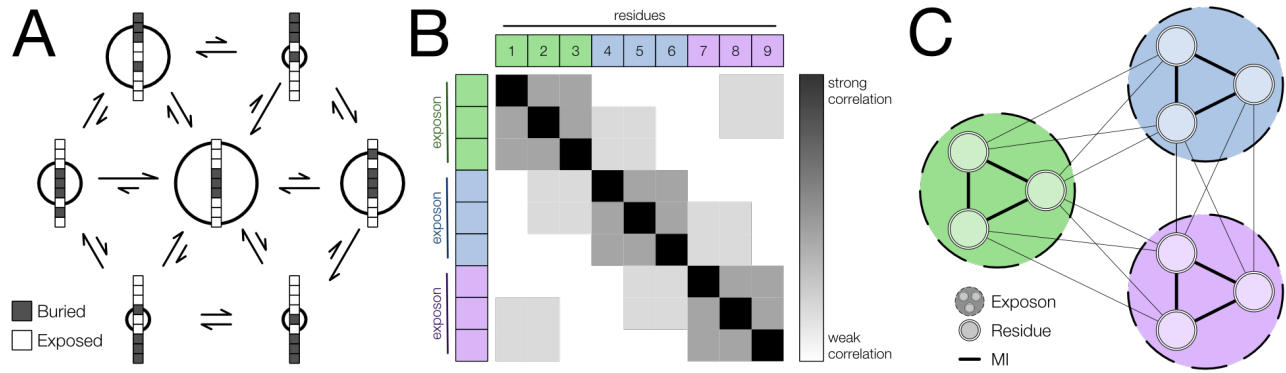 A
Buried
Exposed
B
residues
1 2 3 4 5 6 7 8 9
exposon
exposon
exposon
strong
correlation
weak
correlation
C
Exposon
Residue
MI